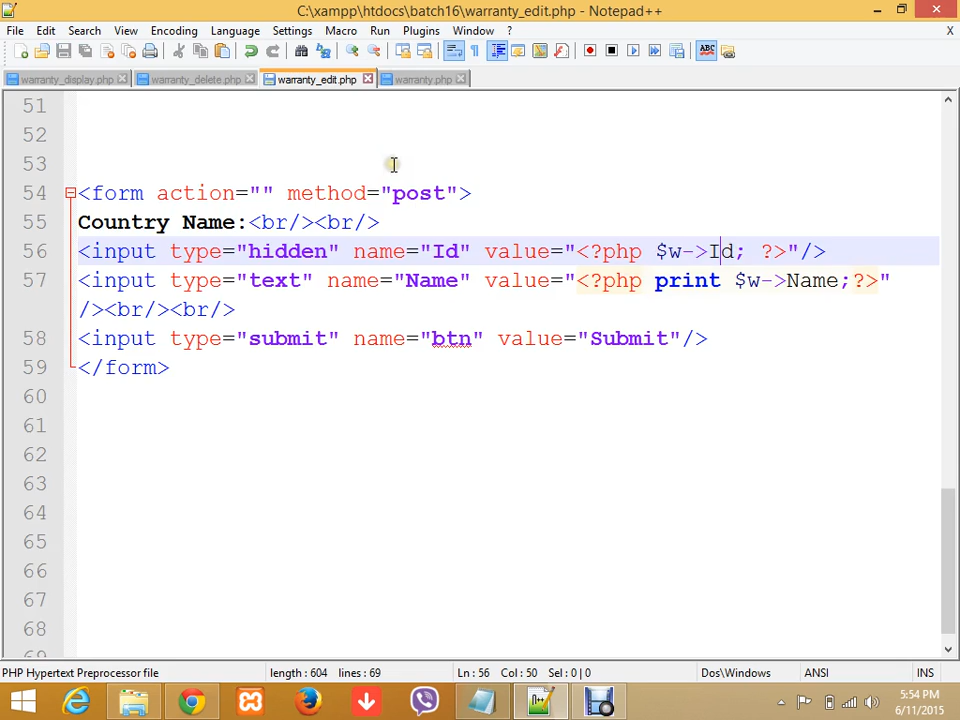 C:\xampp\htdocs\batch16\warranty_edit.php - Notepad++
File Edit Search View Encoding Language Settings Macro Run Plugins Window ? X
warranty_display.php warranty_delete.php warranty_edit.php warranty.php
51
52
53
54 <form action="" method="post">
55 Country Name:<br/><br/>
56 <input type="hidden" name="Id" value="<?php $w->Id; ?>"/>
57 <input type="text" name="Name" value="<?php print $w->Name;?>"
/><br/><br/>
58 <input type="submit" name="btn" value="Submit"/>
59 </form>
60
61
62
63
64
65
66
67
68
69
PHP Hypertext Preprocessor file length : 604 lines : 69 Ln : 56 Col : 50 Sel : 0 | 0 Dos\Windows ANSI INS
5:54 PM
6/11/2015